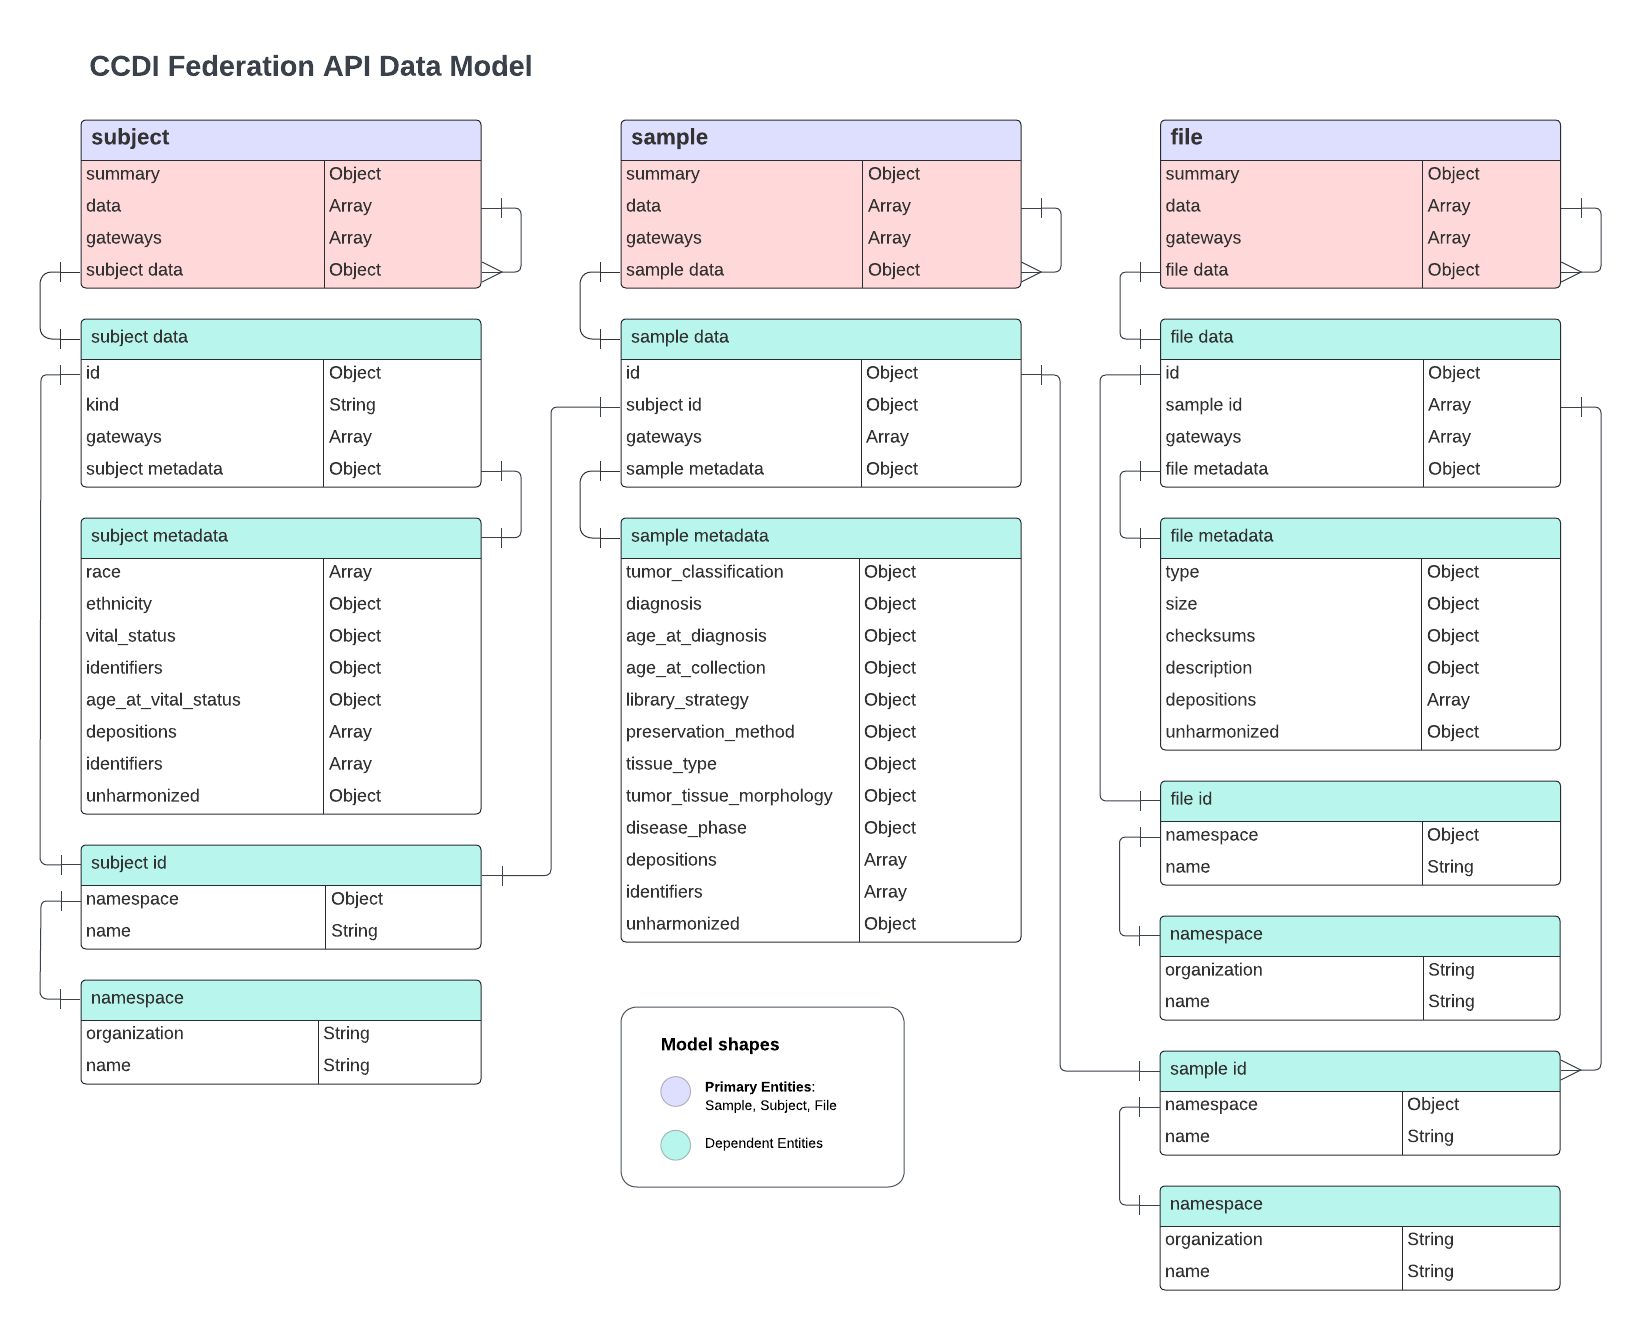 CCDI Federation API Data Model
subject
summary Object
data Array
gateways Array
subject data Object
subject data
id Object
kind String
gateways Array
subject metadata Object
subject metadata
race Array
ethnicity Object
vital_status Object
identifiers Object
age_at_vital_status Object
depositions Array
identifiers Array
unharmonized Object
subject id
namespace Object
name String
namespace
organization String
name String
sample
summary Object
data Array
gateways Array
sample data Object
sample data
id Object
subject id Object
gateways Array
sample metadata Object
sample metadata
tumor_classification Object
diagnosis Object
age_at_diagnosis Object
age_at_collection Object
library_strategy Object
preservation_method Object
tissue_type Object
tumor_tissue_morphology Object
disease_phase Object
depositions Array
identifiers Array
unharmonized Object
Model shapes
Primary Entities:
Sample, Subject, File
Dependent Entities
file
summary Object
data Array
gateways Array
file data Object
file data
id Object
sample id Array
gateways Array
file metadata Object
file metadata
type Object
size Object
checksums Object
description Object
depositions Array
unharmonized Object
file id
namespace Object
name String
namespace
organization String
name String
sample id
namespace Object
name String
namespace
organization String
name String